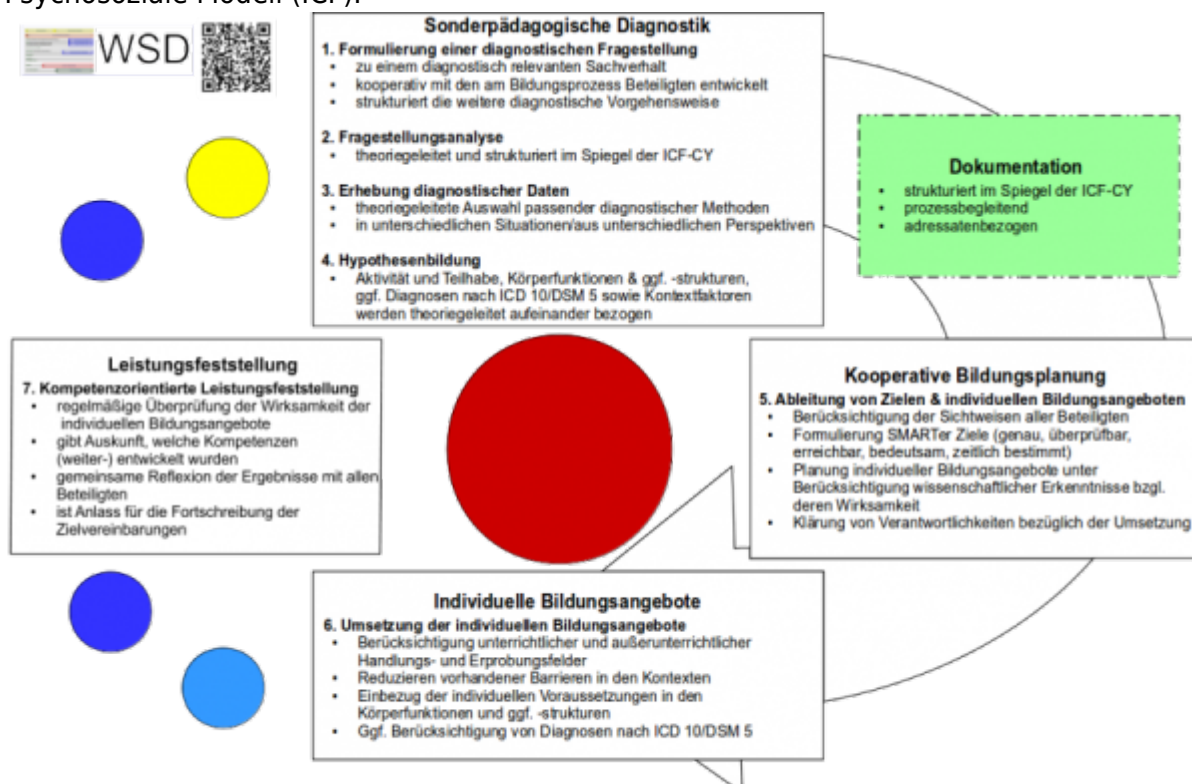 Psychosoziale Modell (ICF).
WSD
Sonderpädagogische Diagnostik
1. Formulierung einer diagnostischen Fragestellung
• zu einem diagnostisch relevanten Sachverhalt
• kooperativ mit den am Bildungsprozess Beteiligten entwickelt
• strukturiert die weitere diagnostische Vorgehensweise
2. Fragestellungsanalyse
• theoriegeleitet und strukturiert im Spiegel der ICF-CY
3. Erhebung diagnostischer Daten
• theoriegeleitete Auswahl passender diagnostischer Methoden
• in unterschiedlichen Situationen/aus unterschiedlichen Perspektiven
4. Hypothesenbildung
• Aktivität und Teilhabe, Körperfunktionen & ggf. -strukturen,
ggf. Diagnosen nach ICD 10/DSM 5 sowie Kontextfaktoren
werden theoriegeleitet aufeinander bezogen
Dokumentation
• strukturiert im Spiegel der ICF-CY
• prozessbegleitend
• adressatenbezogen
Kooperative Bildungsplanung
5. Ableitung von Zielen & individuellen Bildungsangeboten
• Berücksichtigung der Sichtweisen aller Beteiligten
• Formulierung SMARTer Ziele (genau, überprüfbar,
erreichbar, bedeutsam, zeitlich bestimmt)
• Planung individueller Bildungsangebote unter
Berücksichtigung wissenschaftlicher Erkenntnisse bzgl.
deren Wirksamkeit
• Klärung von Verantwortlichkeiten bezüglich der Umsetzung
Individuelle Bildungsangebote
6. Umsetzung der individuellen Bildungsangebote
• Berücksichtigung unterrichtlicher und außerunterrichtlicher
Handlungs- und Erprobungsfelder
• Reduzieren vorhandener Barrieren in den Kontexten
• Einbezug der individuellen Voraussetzungen in den
Körperfunktionen und ggf. -strukturen
• Ggf. Berücksichtigung von Diagnosen nach ICD 10/DSM 5
Leistungsfeststellung
7. Kompetenzorientierte Leistungsfeststellung
• regelmäßige Überprüfung der Wirksamkeit der
individuellen Bildungsangebote
• gibt Auskunft, welche Kompetenzen
(weiter-) entwickelt wurden
• gemeinsame Reflexion der Ergebnisse mit allen
Beteiligten
• ist Anlass für die Fortschreibung der
Zielvereinbarungen